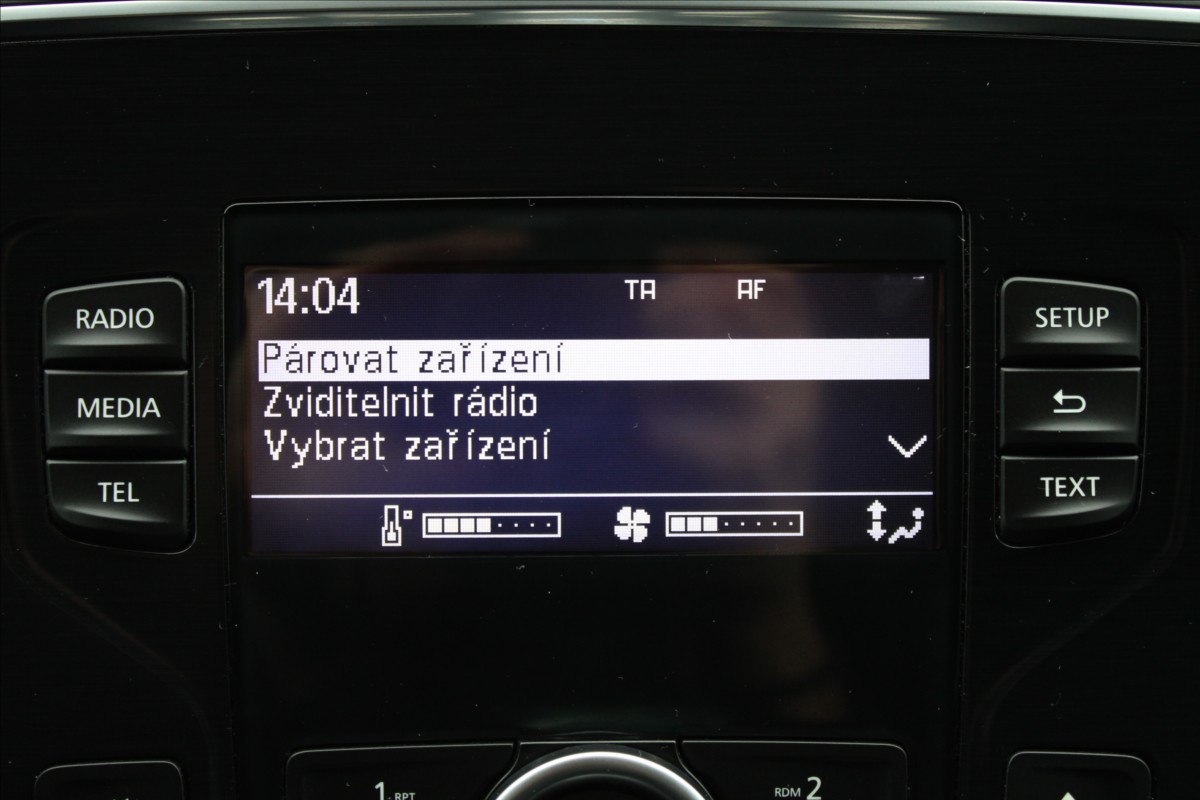 14:04 TA AF
RADIO
MEDIA
TEL
Párovat zařízení
Zviditelnit rádio
Vybrat zařízení
SETUP
TEXT
1 RPT
RDM 2